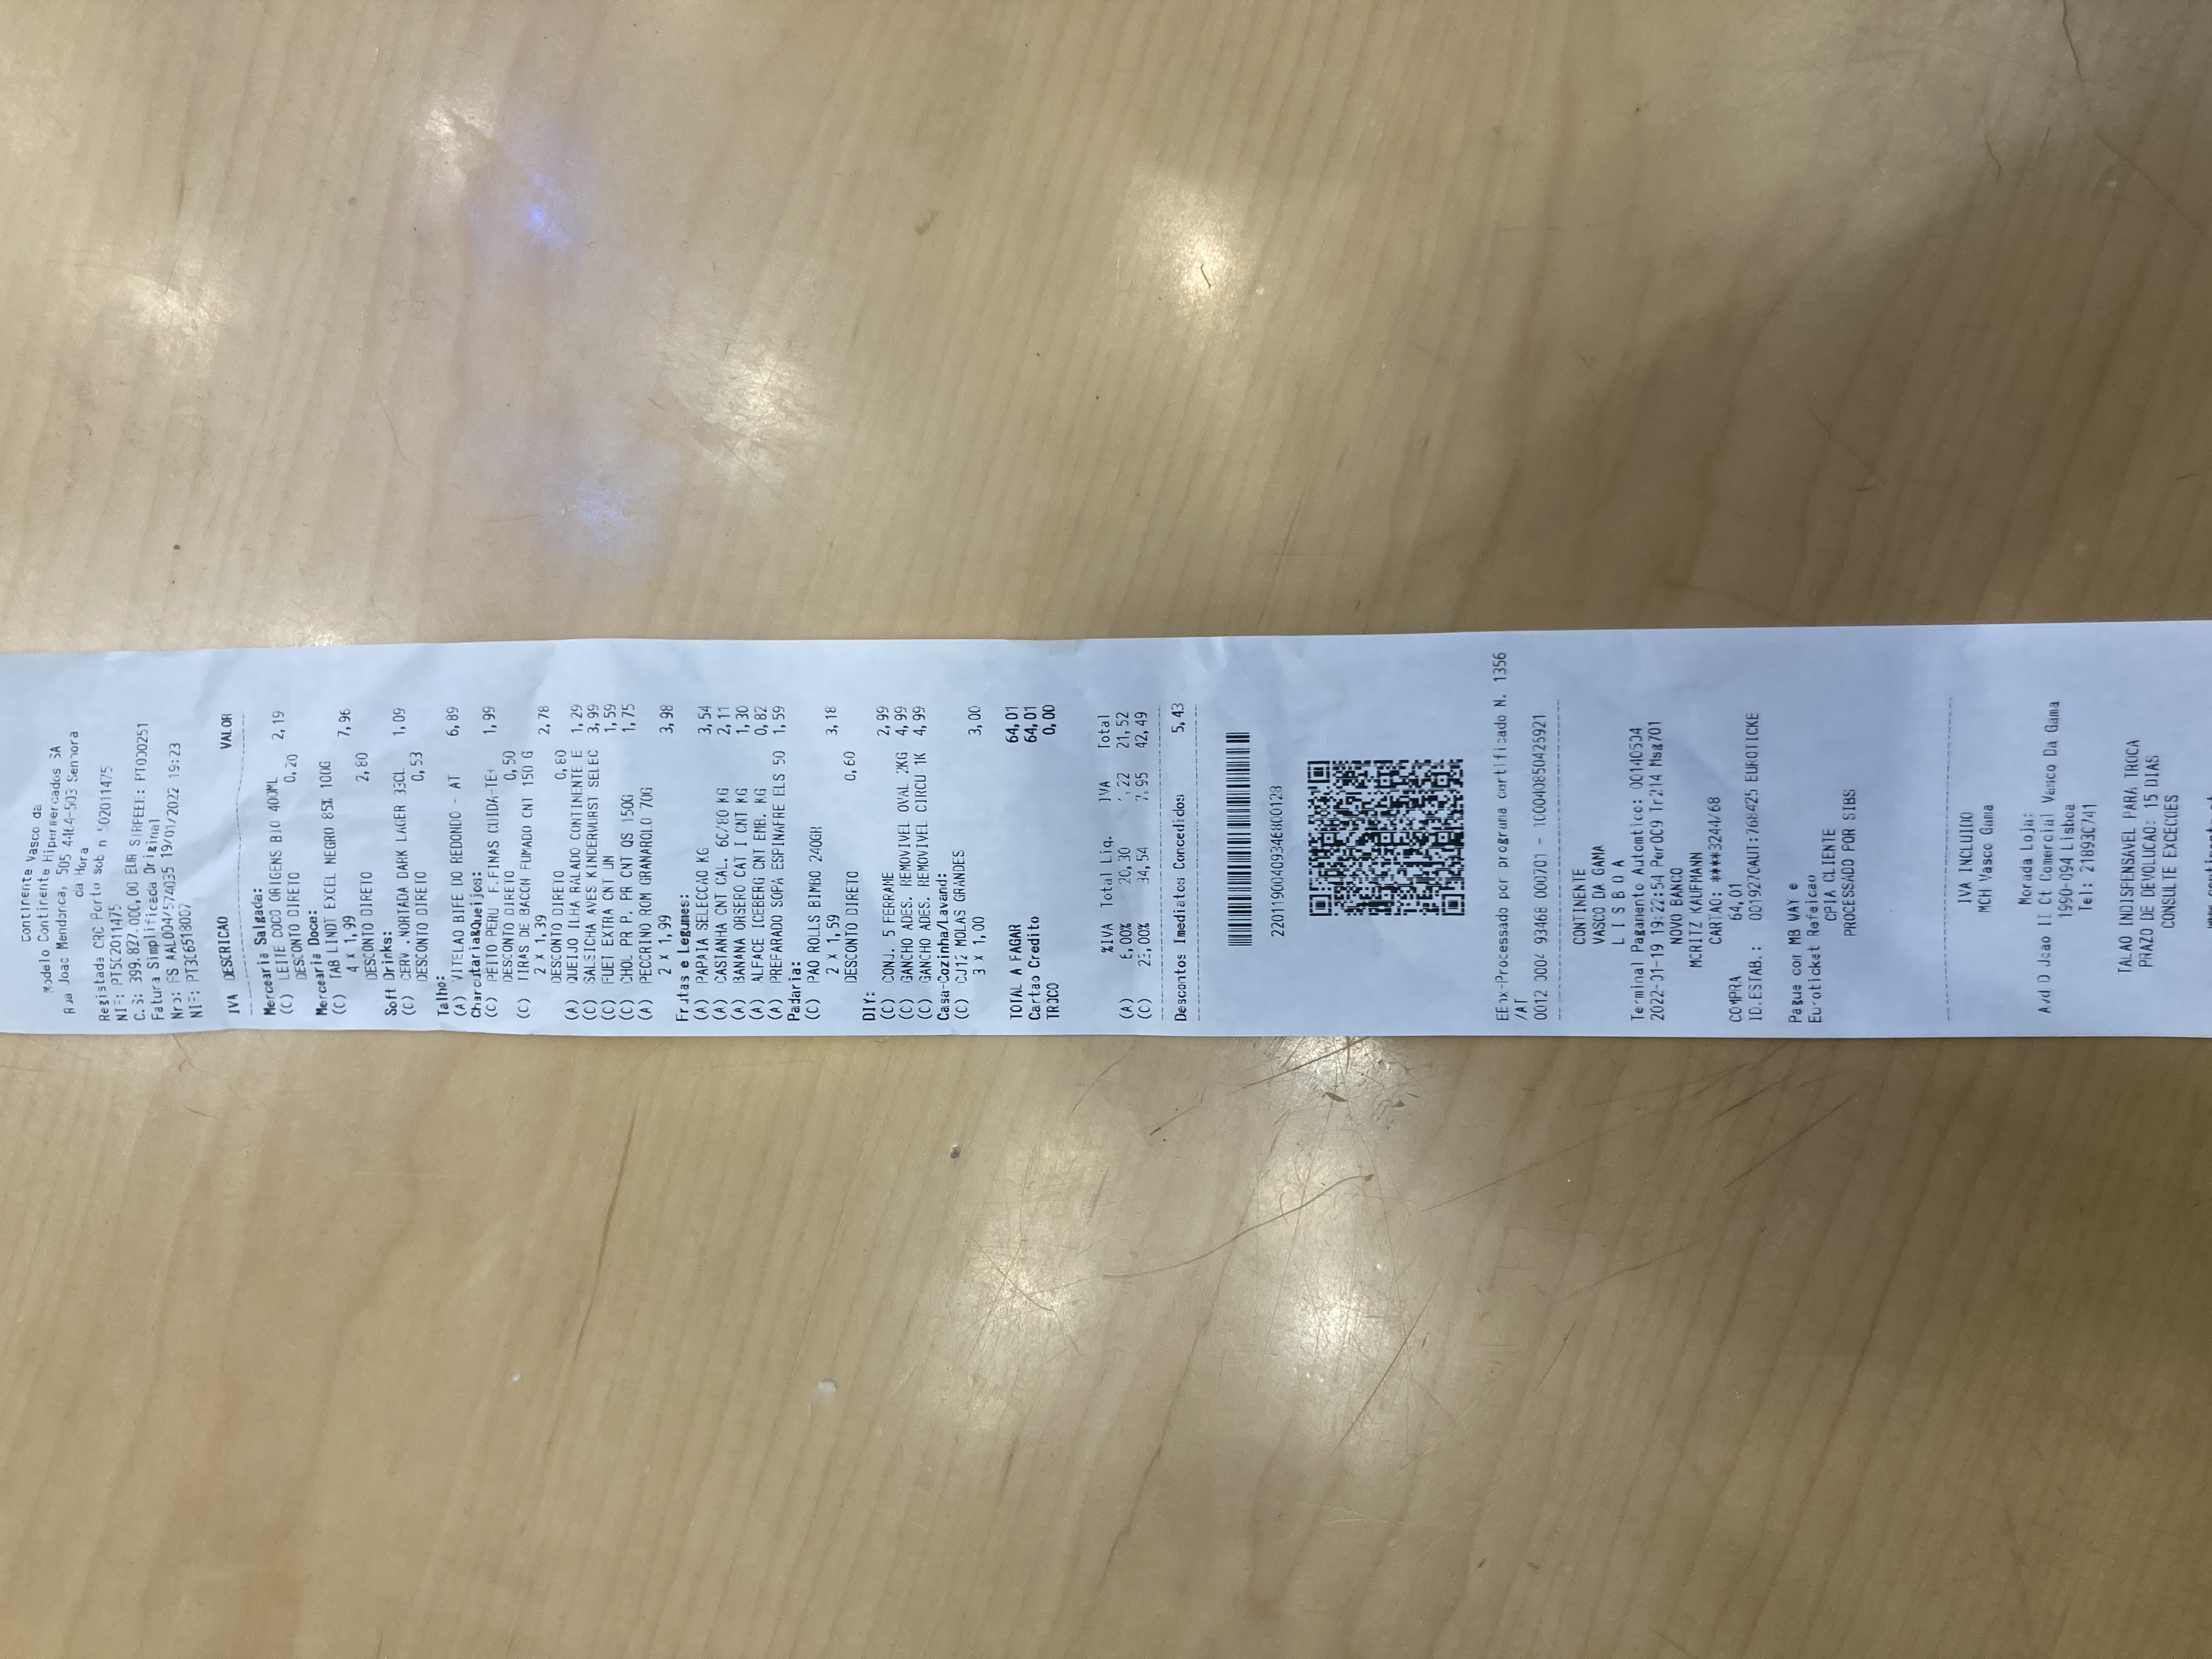 Continente Vasco da
Modelo Continente Hipermercados SA
Rua Joao Mendonca, 505 4464-503 Senhora
da Hora
Registada CRC Porto sob n 502011475
NIF: PT502011475
C.S: 399.827.000,00 EUR SIRPEEE: PT000251
Fatura Simplificada Original
Nro: FS AAL004/574035 19/01/2022 19:23
NIF: PT306518007
IVA DESCRICAO VALOR
Mercearia Salgada:
(C) LEITE COCO ORIGENS BIO 400ML 2,19
DESCONTO DIRETO 0,20
Mercearia Doce:
(C) TAB LINDT EXCEL NEGRO 85% 100G
4 x 1,99 7,96
DESCONTO DIRETO 2,80
Soft Drinks:
(C) CERV .NORTADA DARK LAGER 33CL 1,09
DESCONTO DIRETO 0,53
Talho:
(A) VITELAO BIFE DO REDONDO - AT 6,89
Charcutaria&Queijos:
(C) PEITO PERU F.FINAS CUIDA-TE+ 1,99
DESCONTO DIRETO 0,50
(C) TIRAS DE BACON FUMADO CNT 150 G
2 x 1,39 2,78
DESCONTO DIRETO 0,80
(A) QUEIJO ILHA RALADO CONTINENTE E 1,29
(C) SALSICHA AVES KINDERWURST SELEC 3,99
(C) FUET EXTRA CNT UN 1,59
(C) CHOL PR P. PR CNT QS 150G 1,75
(A) PECORINO ROM GRANAROLO 70G
2 x 1,99 3,98
Frutas e Legumes:
(A) PAPAIA SELECCAO KG 3,54
(A) CASTANHA CNT CAL. 60/80 KG 2,11
(A) BANANA ORSERO CAT I CNT KG 1,30
(A) ALFACE ICEBERG CNT EMB. KG 0,82
(A) PREPARADO SOPA ESPINAFRE ELS 50 1,59
Padaria:
(C) PAO ROLLS BIMBO 240GR
2 x 1,59 3,18
DESCONTO DIRETO 0,60
DIY:
(C) CONJ. 5 FERRAME 2,99
(C) GANCHO ADES. REMOVIVEL OVAL 2KG 4,99
(C) GANCHO ADES. REMOVIVEL CIRCU 1K 4,99
Casa-Cozinha/Lavand:
(C) CJ12 MOLAS GRANDES
3 x 1,00 3,00
TOTAL A PAGAR 64,01
Cartao Credito 64,01
TROCO 0,00
%IVA Total Liq. IVA Total
(A) 6,00% 20,30 1,22 21,52
(C) 23,00% 34,54 7,95 42,49
Descontos Imediatos Concedidos 5,43
22011900409346800128
EEhx-Processado por programa certificado N. 1356
/AT
0012 0004 93468 000701 - 100040850425921
CONTINENTE
VASCO DA GAMA
L I S B O A
Terminal Pagamento Automtico: 00140504
2022-01-19 19:22:54 Per009 Tr214 Msg701
NOVO BANCO
MORITZ KAUFMANN
CARTAO: ****3244/68
COMPRA 64,01
ID.ESTAB.: 0019270AUT:768425 EUROTICKE
Pague com MB WAY e
Euroticket Refeicao
CPIA CLIENTE
PROCESSADO POR SIBS
IVA INCLUIDO
MCH Vasco Gama
Morada Loja:
Avd D Joao II Ct Comercial Vasco Da Gama
1990-094 Lisboa
Tel: 218930741
TALAO INDISPENSAVEL PARA TROCA
PRAZO DE DEVOLUCAO: 15 DIAS
CONSULTE EXCECOES